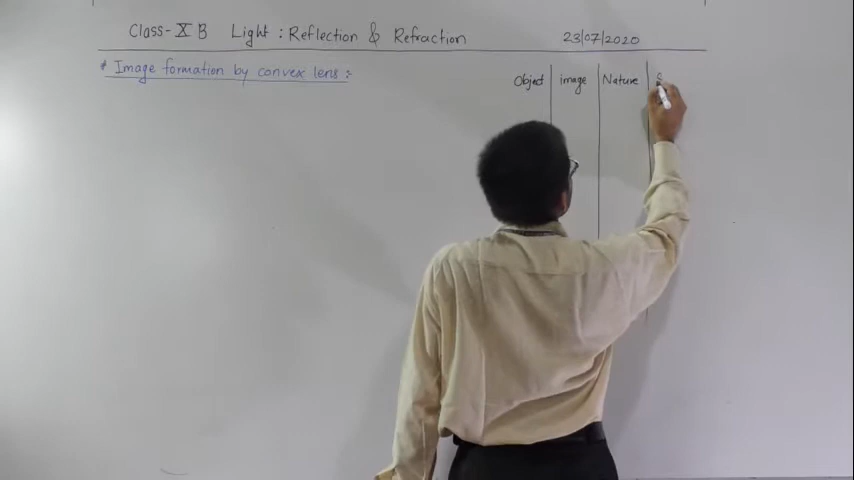 Class- X B Light : Reflection & Refraction 23/07/2020
* Image formation by convex lens :-
Object image Nature